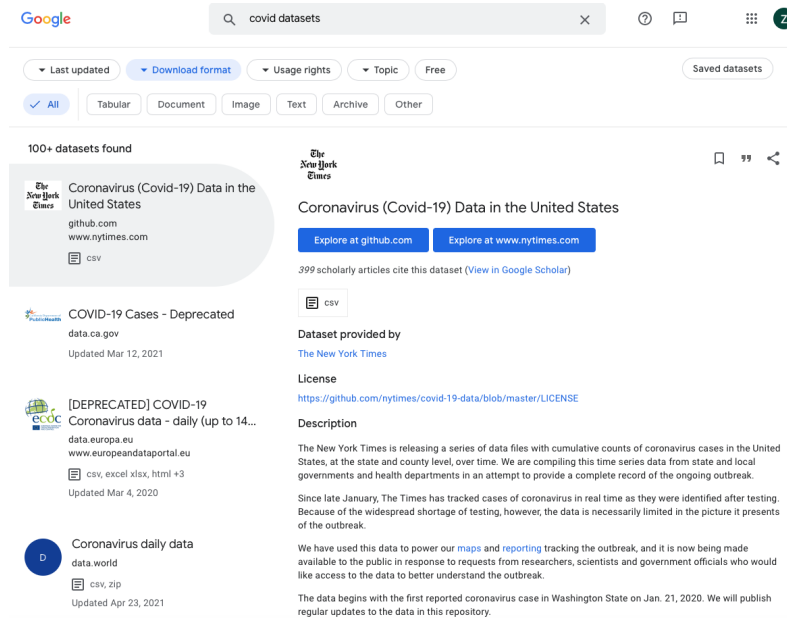 Google
covid datasets
Z
Last updated
Download format
Usage rights
Topic
Free
Saved datasets
All
Tabular
Document
Image
Text
Archive
Other
100+ datasets found
The
New York
Times
Coronavirus (Covid-19) Data in the
United States
github.com
www.nytimes.com
csv
PublicHealth
COVID-19 Cases - Deprecated
data.ca.gov
Updated Mar 12, 2021
ecdc
[DEPRECATED] COVID-19
Coronavirus data - daily (up to 14...
data.europa.eu
www.europeandataportal.eu
csv, excel xlsx, html +3
Updated Mar 4, 2020
D
Coronavirus daily data
data.world
csv, zip
Updated Apr 23, 2021
The
New York
Times
Coronavirus (Covid-19) Data in the United States
Explore at github.com
Explore at www.nytimes.com
399 scholarly articles cite this dataset (View in Google Scholar)
csv
Dataset provided by
The New York Times
License
https://github.com/nytimes/covid-19-data/blob/master/LICENSE
Description
The New York Times is releasing a series of data files with cumulative counts of coronavirus cases in the United
States, at the state and county level, over time. We are compiling this time series data from state and local
governments and health departments in an attempt to provide a complete record of the ongoing outbreak.
Since late January, The Times has tracked cases of coronavirus in real time as they were identified after testing.
Because of the widespread shortage of testing, however, the data is necessarily limited in the picture it presents
of the outbreak.
We have used this data to power our maps and reporting tracking the outbreak, and it is now being made
available to the public in response to requests from researchers, scientists and government officials who would
like access to the data to better understand the outbreak.
The data begins with the first reported coronavirus case in Washington State on Jan. 21, 2020. We will publish
regular updates to the data in this repository.